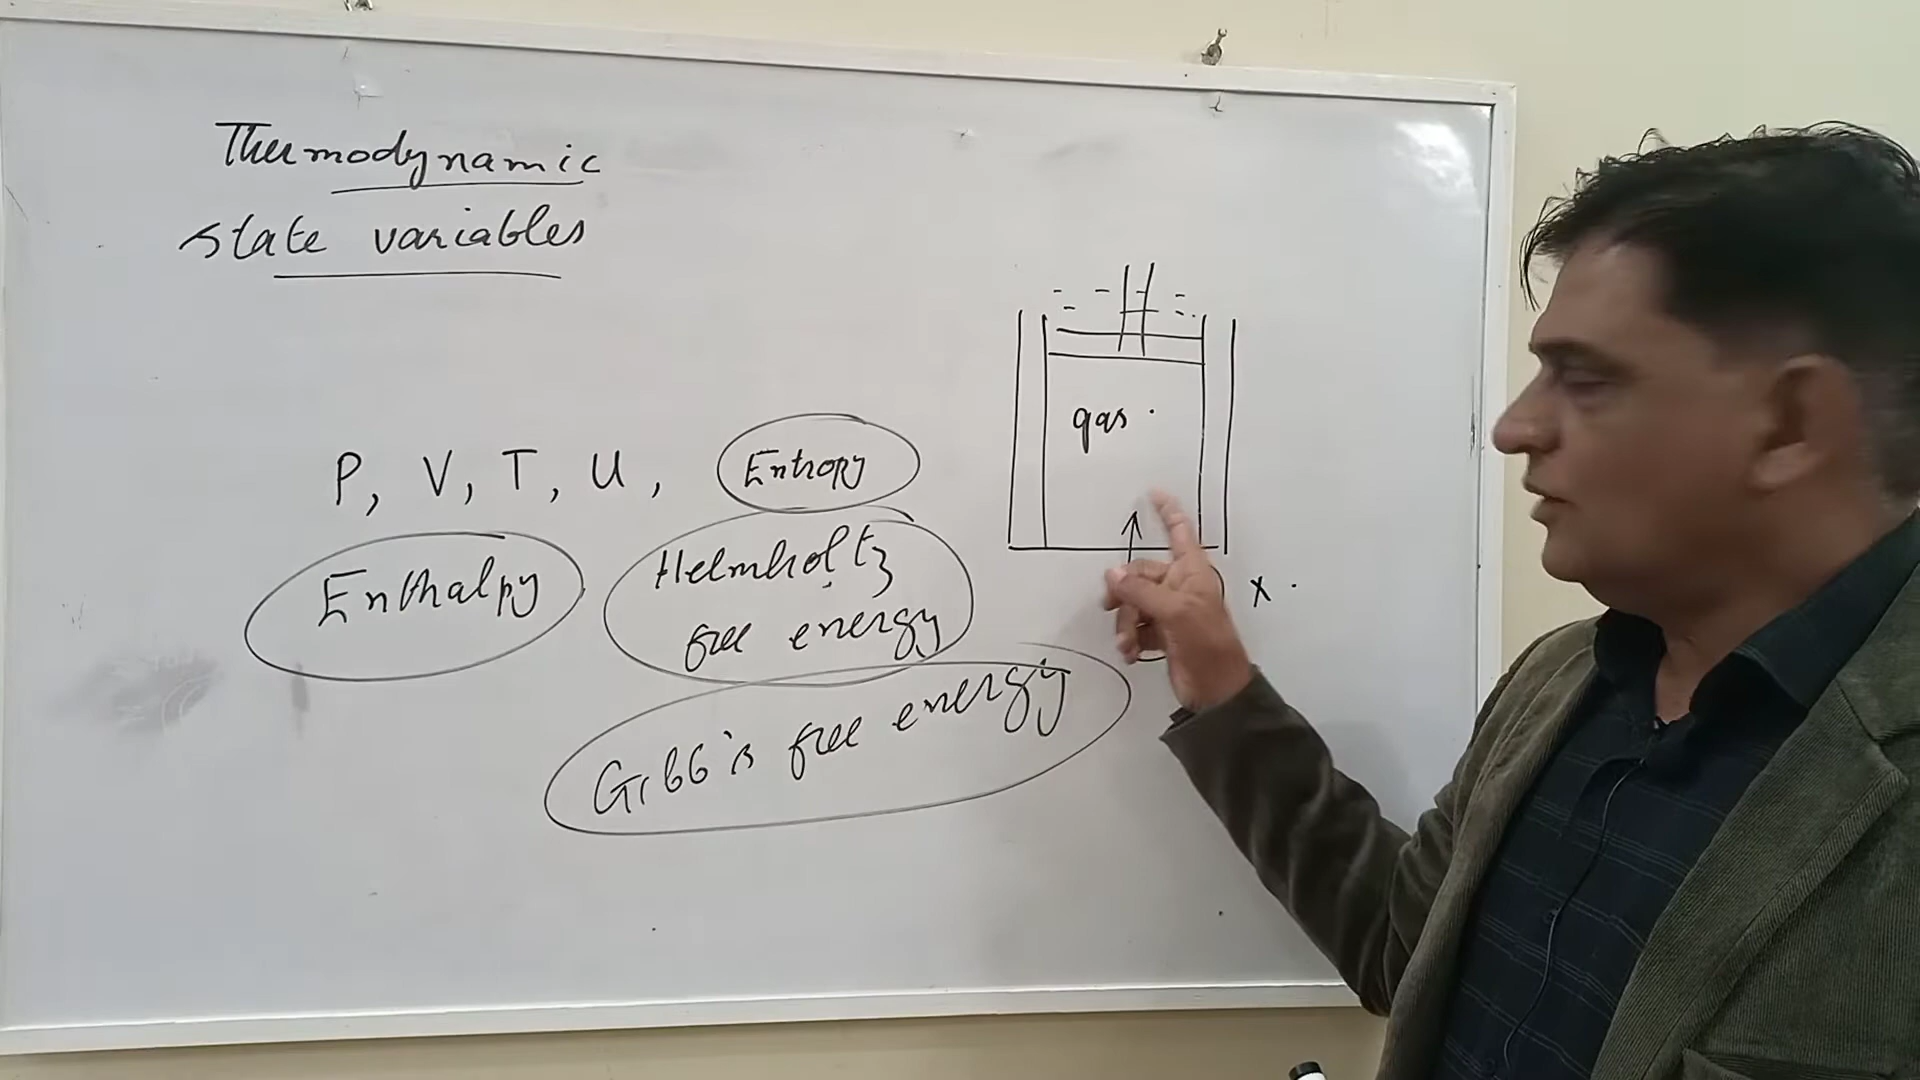 Thermodynamic
state variables
P, V, T, U, Entropy
Enthalpy
Helmholtz
free energy
Gibb's free energy
gas
x